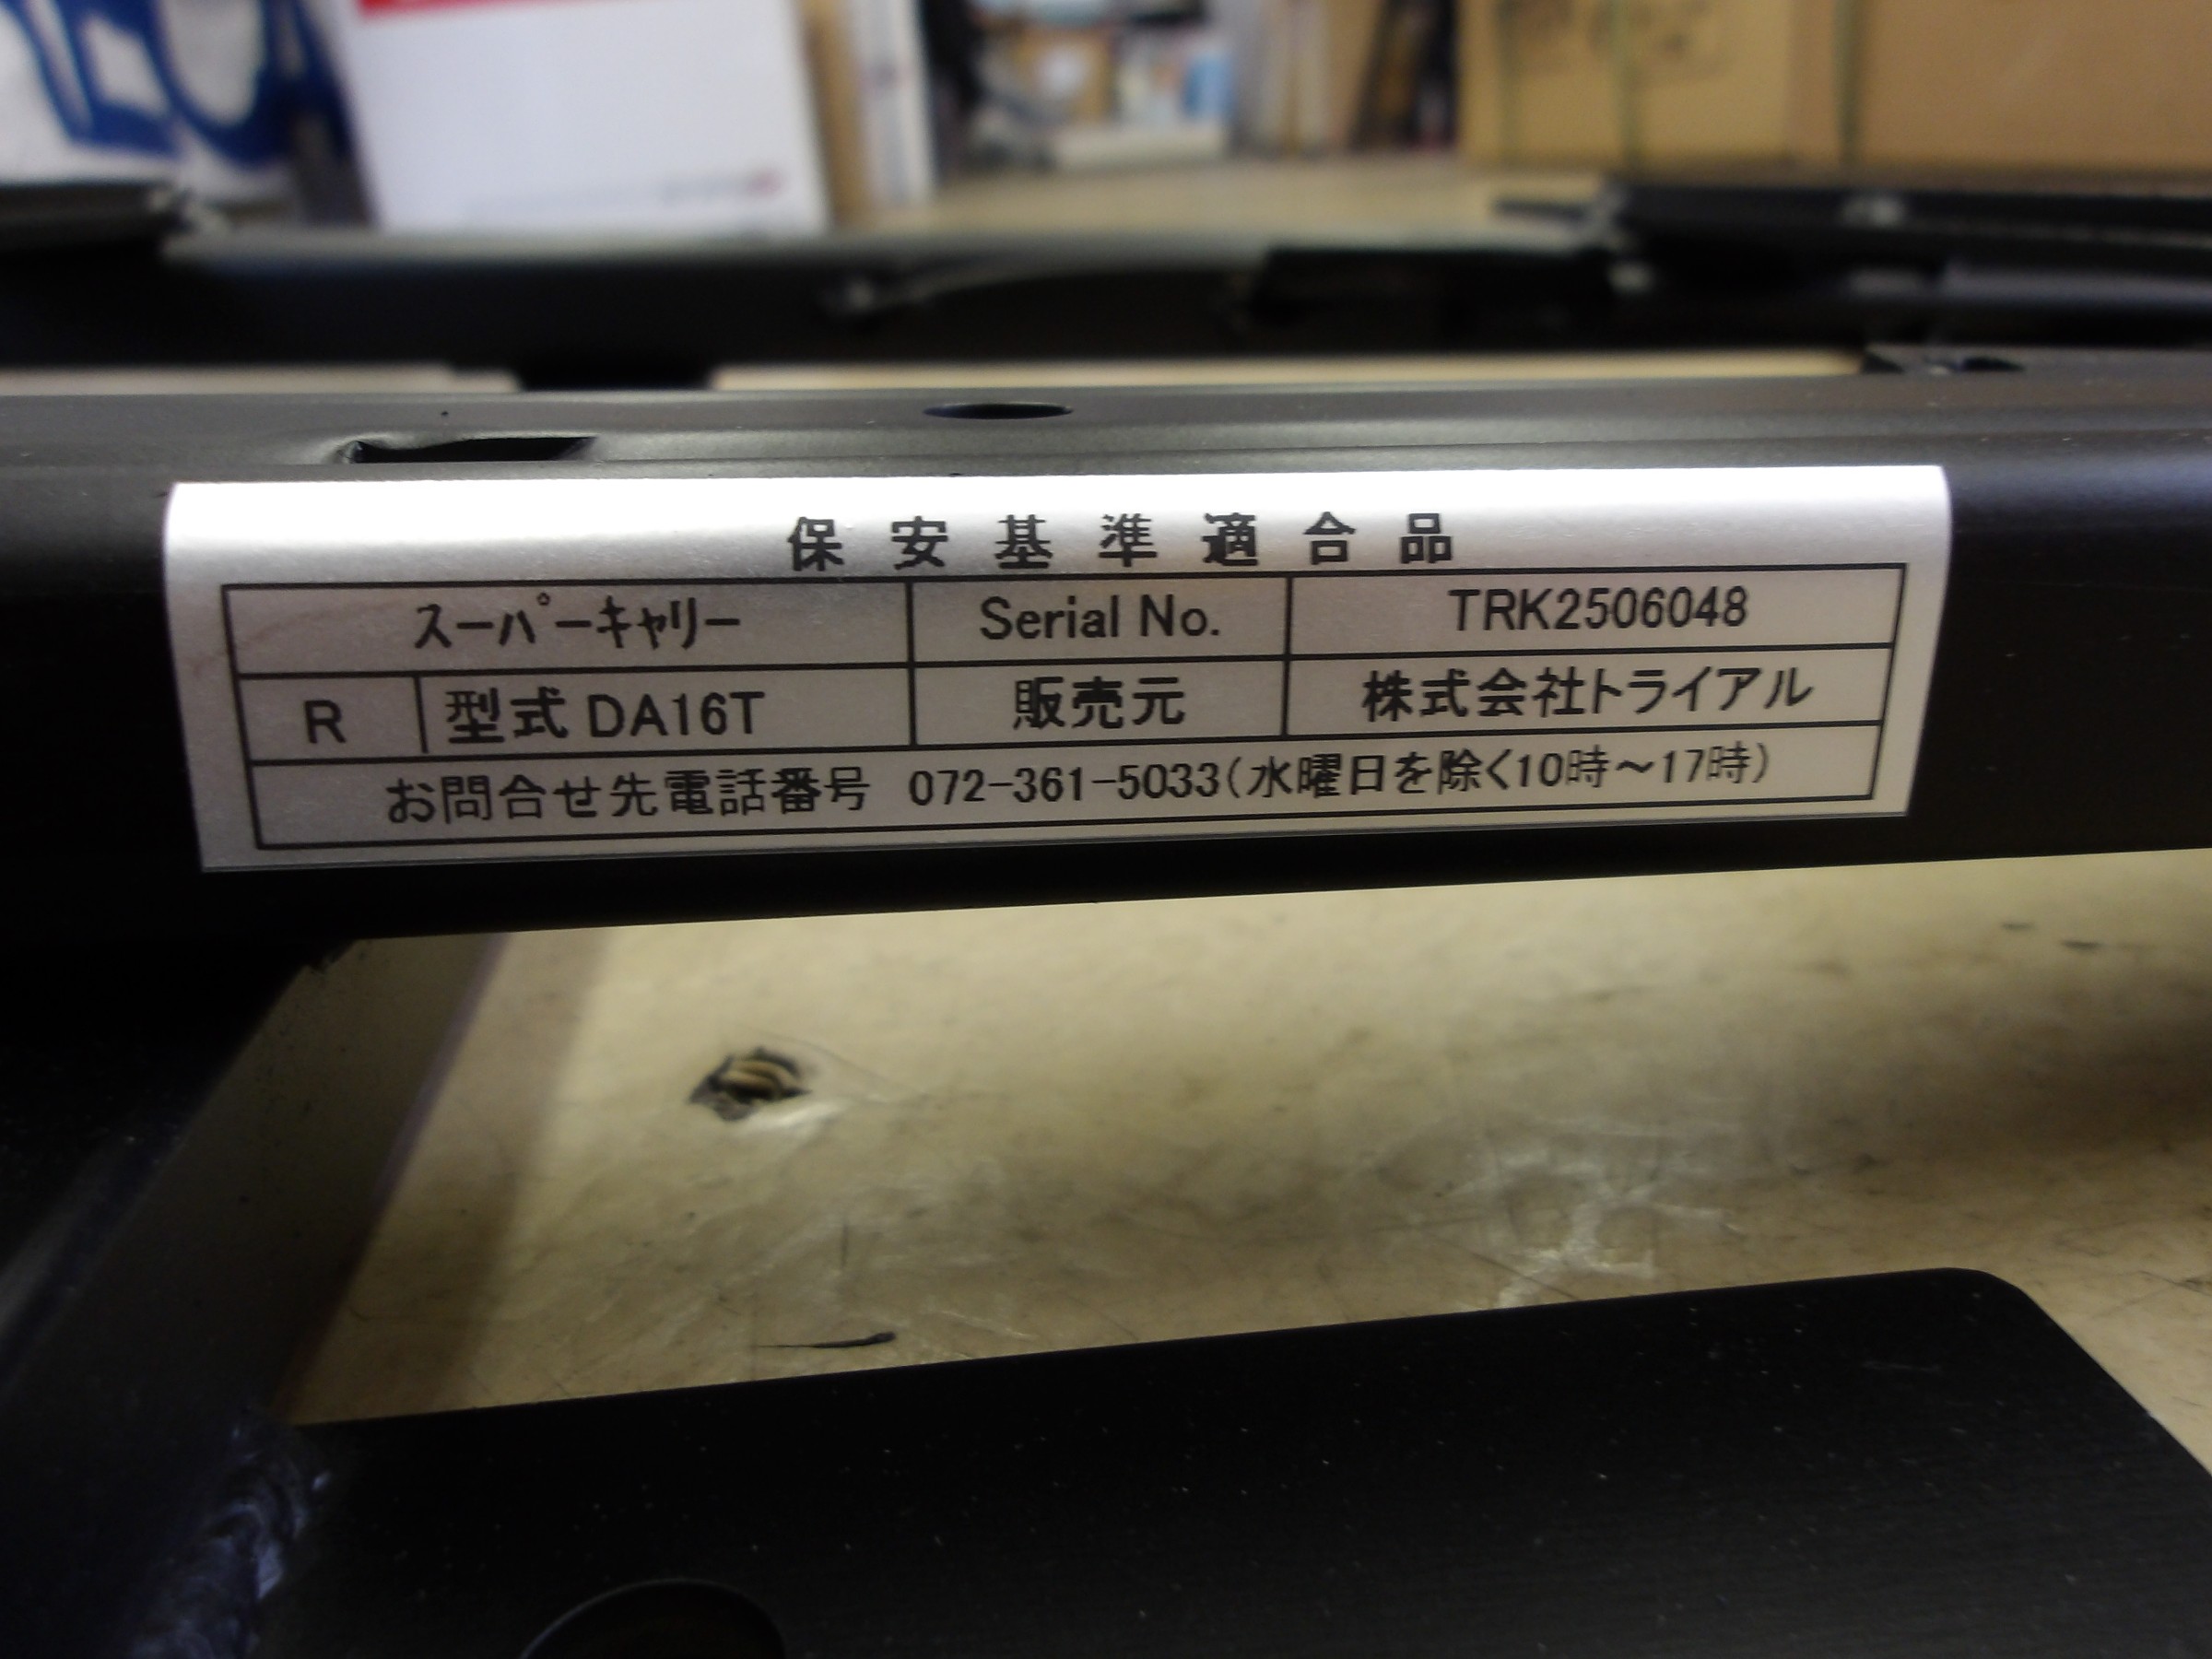 保安基準適合品
スーパーキャリー Serial No. TRK2506048
R 型式 DA16T 販売元 株式会社トライアル
お問合せ先電話番号 072-361-5033(水曜日を除く10時～17時)